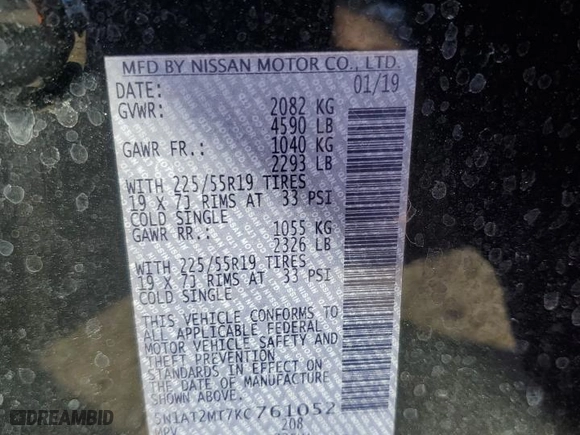 MFD BY NISSAN MOTOR CO., LTD.
DATE: 01/19
GVWR: 2082 KG
4590 LB
GAWR FR.: 1040 KG
2293 LB
WITH 225/55R19 TIRES
19 X 7J RIMS AT 33 PSI
COLD SINGLE
GAWR RR.: 1055 KG
2326 LB
WITH 225/55R19 TIRES
19 X 7J RIMS AT 33 PSI
COLD SINGLE
THIS VEHICLE CONFORMS TO
ALL APPLICABLE FEDERAL
MOTOR VEHICLE SAFETY AND
THEFT PREVENTION
STANDARDS IN EFFECT ON
THE DATE OF MANUFACTURE
5N1AT2MT7KC761052
208
MPV
DREAMBID